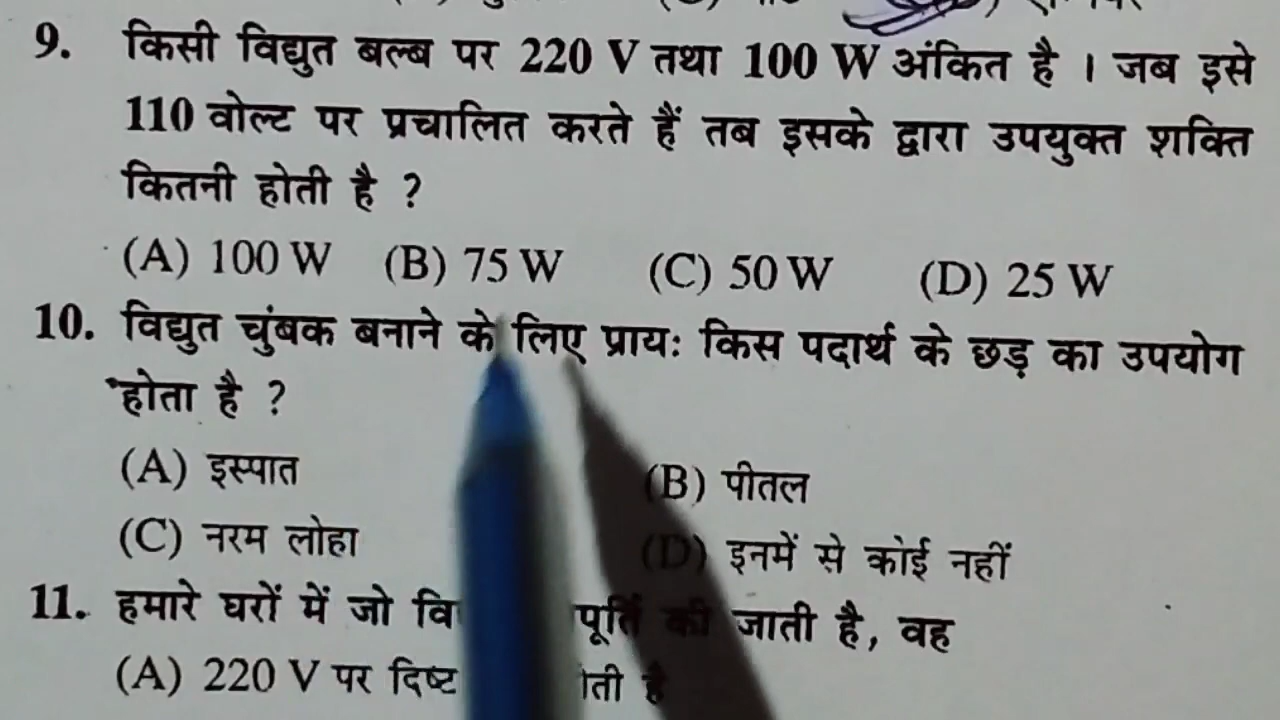 9. किसी विद्युत बल्ब पर 220 V तथा 100 W अंकित है । जब इसे
110 वोल्ट पर प्रचालित करते हैं तब इसके द्वारा उपयुक्त शक्ति
कितनी होती है ?
(A) 100 W (B) 75 W (C) 50 W (D) 25 W
10. विद्युत चुंबक बनाने के लिए प्रायः किस पदार्थ के छड़ का उपयोग
होता है ?
(A) इस्पात (B) पीतल
(C) नरम लोहा (D) इनमें से कोई नहीं
11. हमारे घरों में जो की जाती है, वह
(A) 220 V पर दिष्ट है